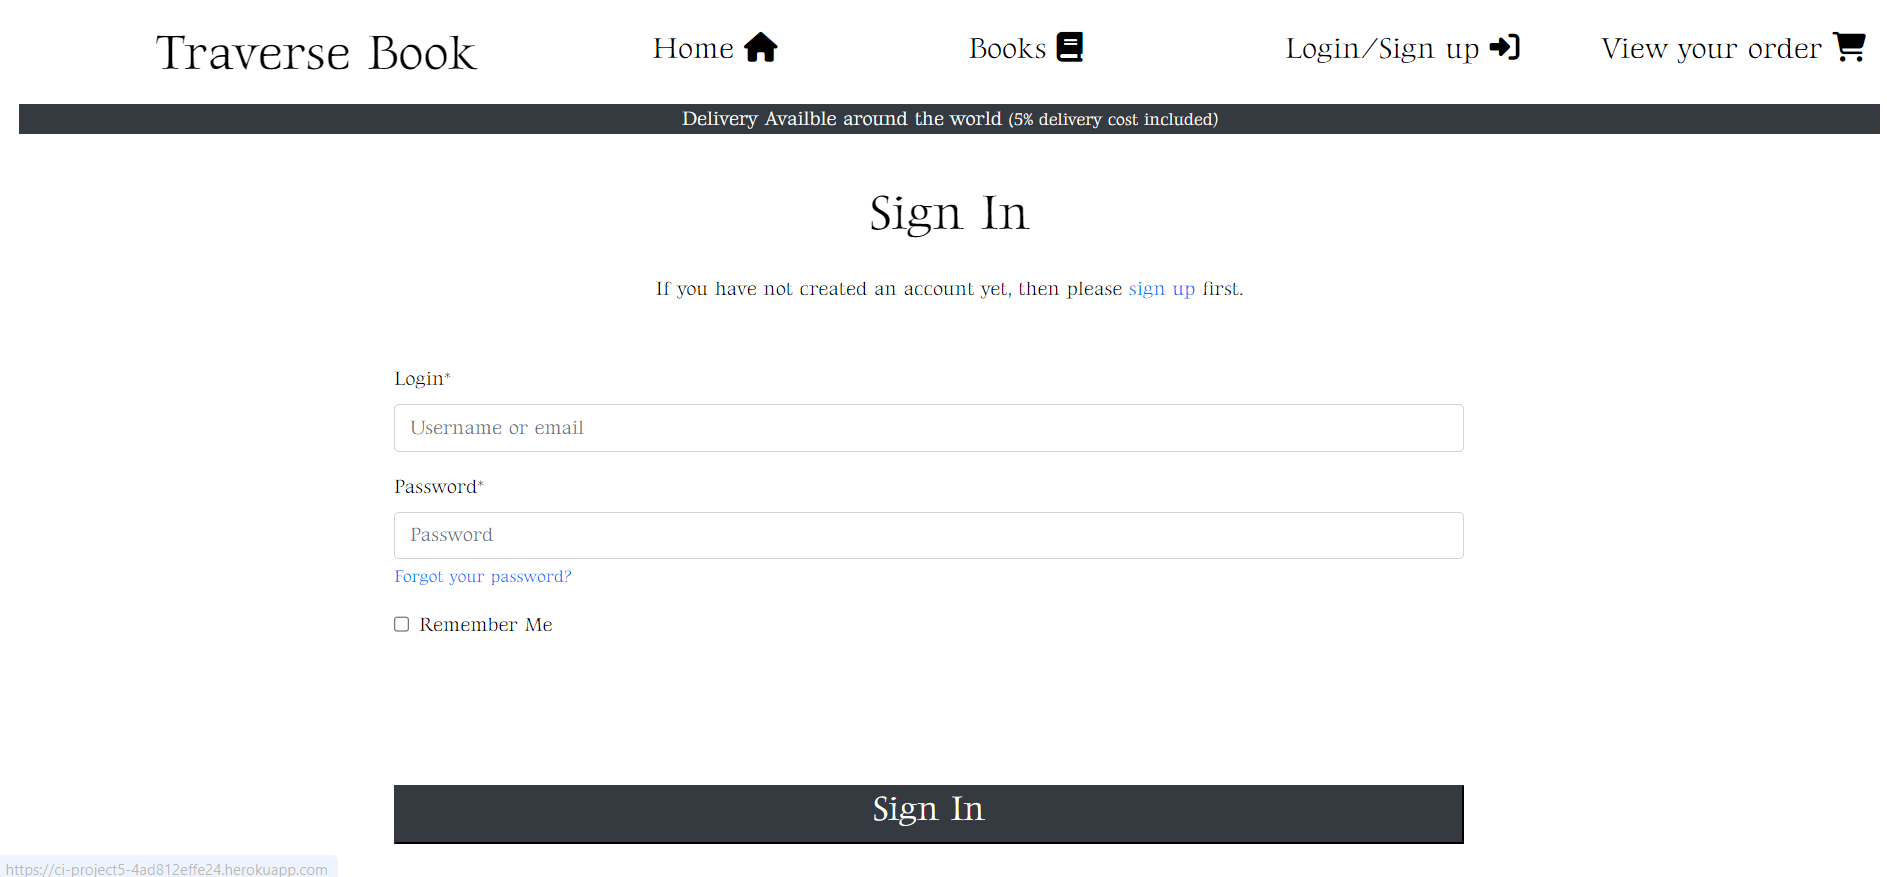 Traverse Book
Home
Books
Login/Sign up
View your order
Delivery Availble around the world (5% delivery cost included)
Sign In
If you have not created an account yet, then please sign up first.
Login*
Username or email
Password*
Password
Forgot your password?
Remember Me
Sign In
https://ci-project5-4ad812effe24.herokuapp.com